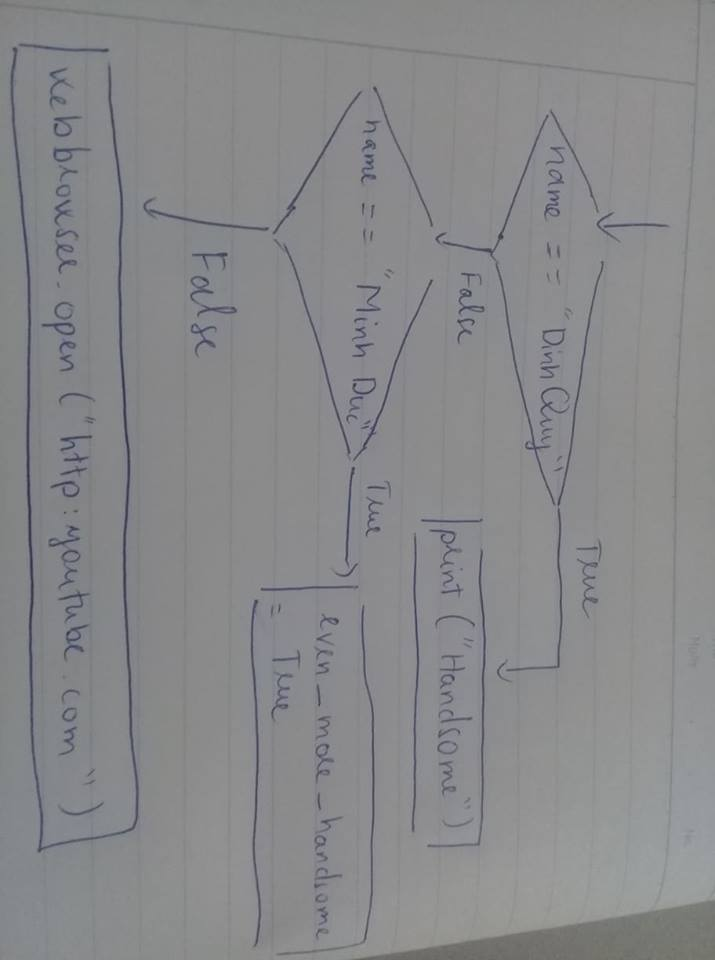 name == "Dinh Quy"
True
False
print ("Handsome")
name == "Minh Duc"
True
even_more_handsome
= True
False
webbrowser.open ("http:youtube.com")